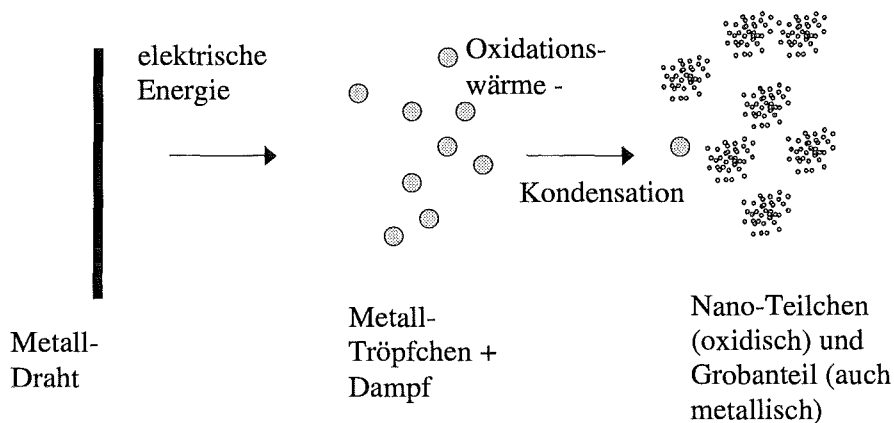 elektrische
Energie
Oxidations-
wärme -
Kondensation
Metall-
Draht
Metall-
Tröpfchen +
Dampf
Nano-Teilchen
(oxidisch) und
Grobanteil (auch
metallisch)